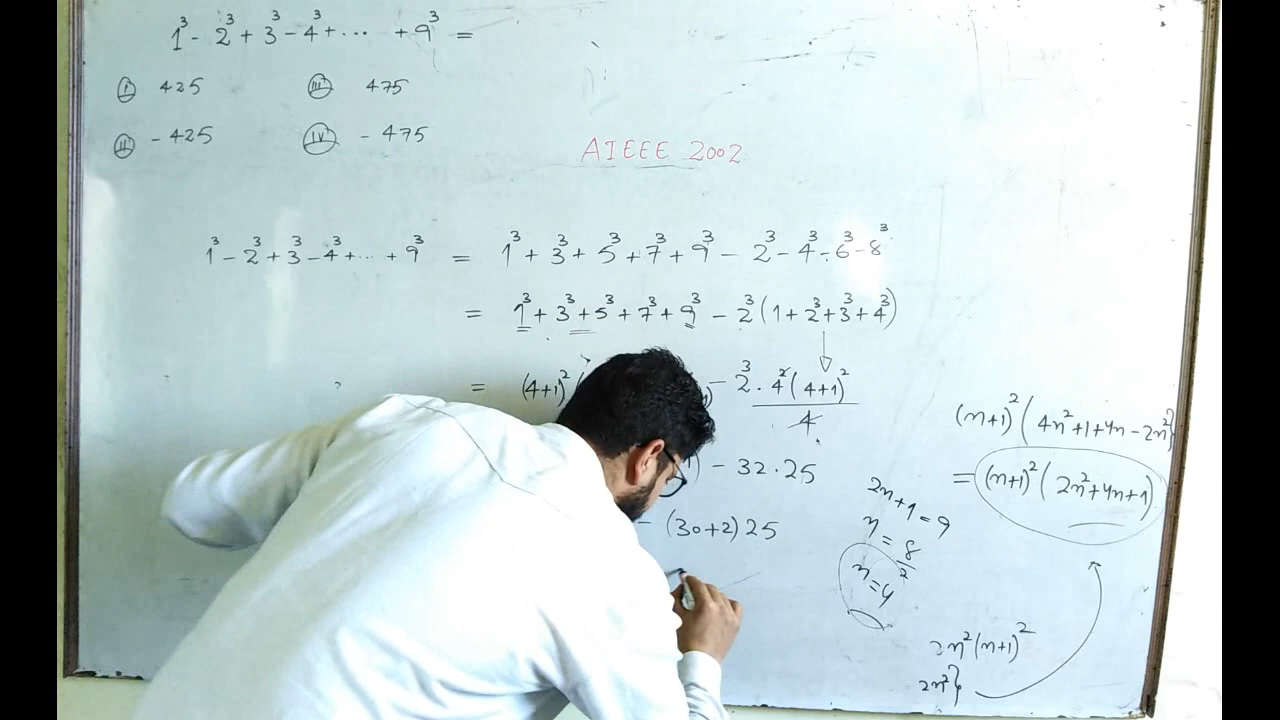 1³ - 2³ + 3³ - 4³ + ... + 9³ =
I 425 III 475
II - 425 IV - 475
AIEEE 2002
1³ - 2³ + 3³ - 4³ + ... + 9³ = 1³ + 3³ + 5³ + 7³ + 9³ - 2³ - 4³ - 6³ - 8³
= 1³ + 3³ + 5³ + 7³ + 9³ - 2³ (1 + 2³ + 3³ + 4³)
= (4+1)² ( - 2³ . 4² (4+1)²
4
) - 32 . 25
- (30+2) 25
2n + 1 = 9
n = 8
2
n = 4
(n+1)² ( 4n² + 1 + 4n - 2n² }
= (n+1)² ( 2n² + 4n + 1)
2n² (n+1)²
2n² }